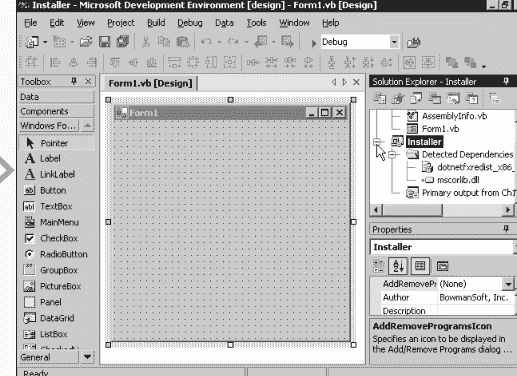 Installer - Microsoft Development Environment [design] - Form1.vb [Design]
File Edit View Project Build Debug Data Tools Window Help
Debug
Toolbox
Data
Components
Windows Fo...
Pointer
A Label
A LinkLabel
ab Button
abl TextBox
MainMenu
CheckBox
RadioButton
GroupBox
PictureBox
Panel
DataGrid
ListBox
General
Form1.vb [Design]
Form1
Solution Explorer - Installer
AssemblyInfo.vb
Form1.vb
Installer
Detected Dependencies
dotnetfxredist_x86_
mscorlib.dll
Primary output from Ch1
Properties
Installer
AddRemovePr (None)
Author BowmanSoft, Inc.
Description
AddRemoveProgramsIcon
Specifies an icon to be displayed in
the Add/Remove Programs dialog ...
Ready